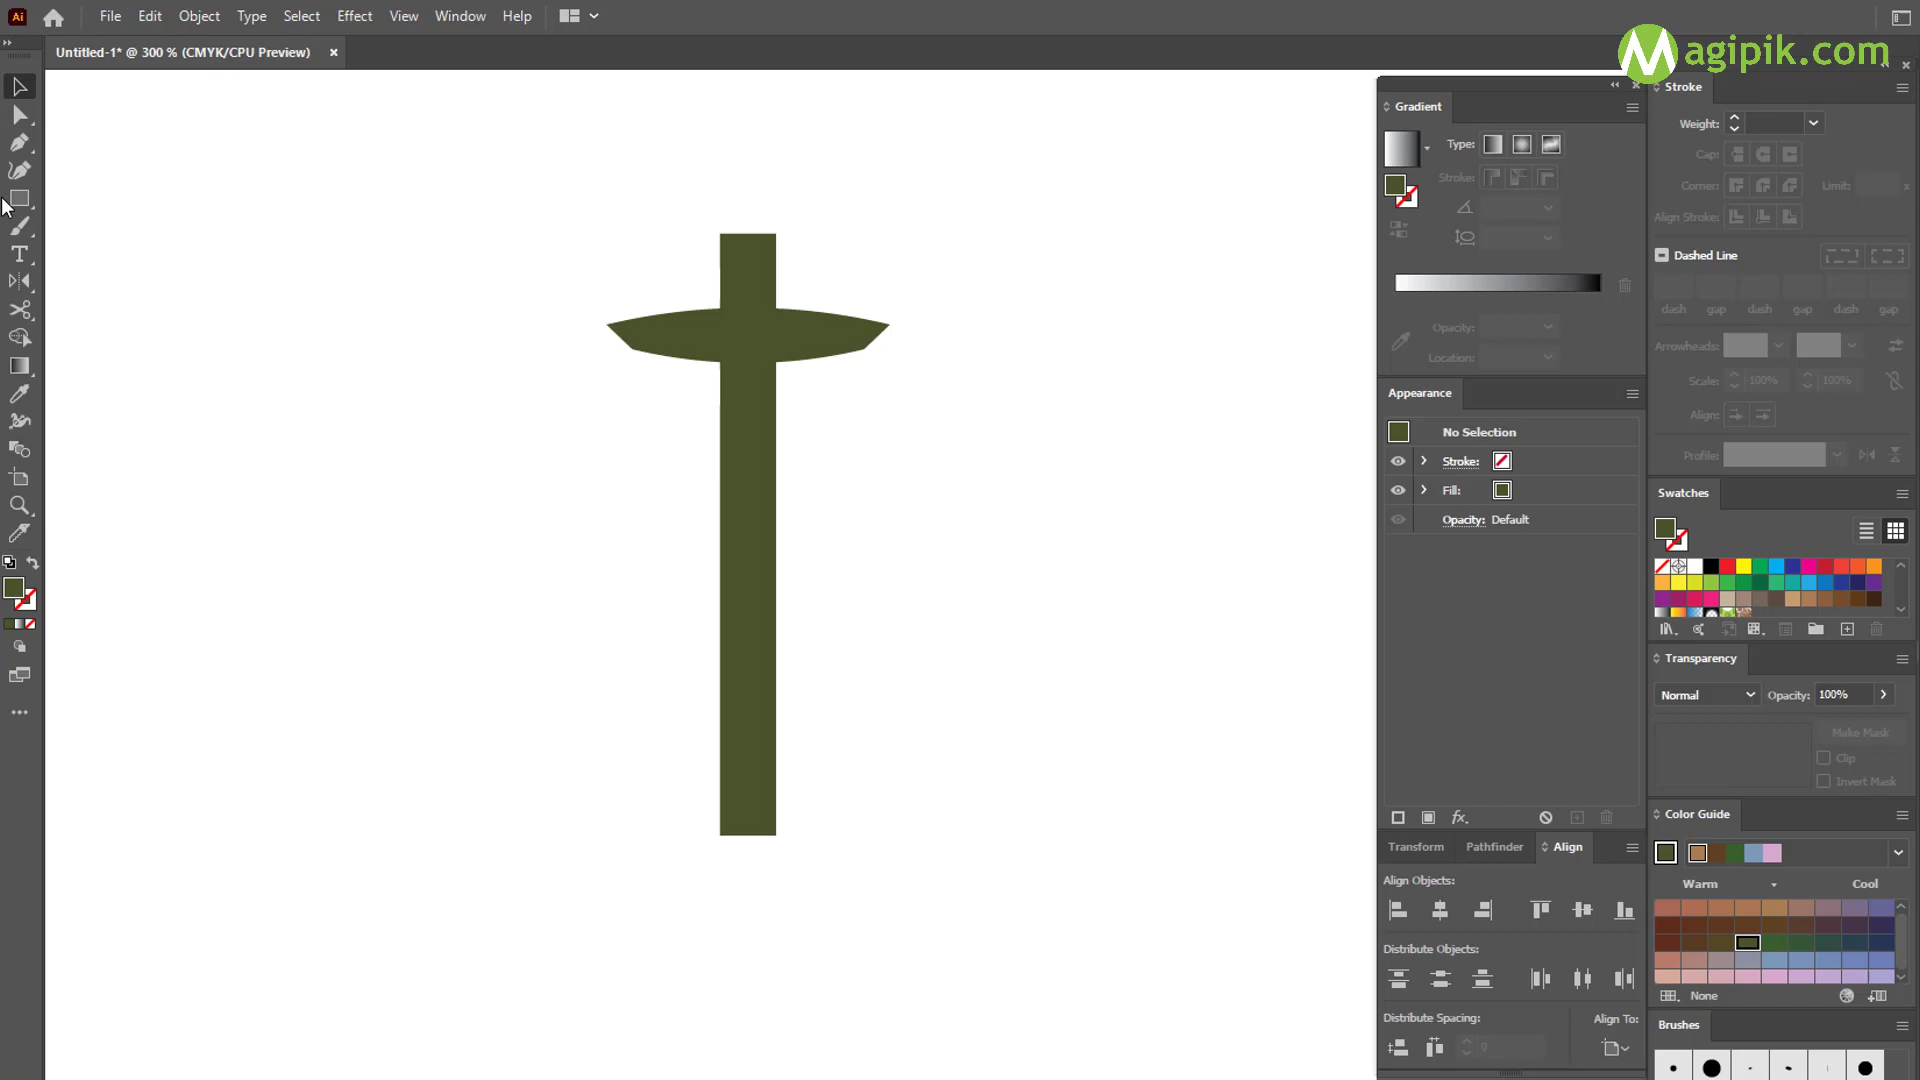 Ai File Edit Object Type Select Effect View Window Help
Untitled-1* @ 300 % (CMYK/CPU Preview) ×
Magipik.com
Gradient
Type:
Stroke:
Opacity:
Location:
Appearance
No Selection
Stroke:
Fill:
Opacity: Default
fx.
Transform Pathfinder Align
Align Objects:
Distribute Objects:
Distribute Spacing: Align To:
0
Stroke
Weight:
Cap:
Corner: Limit: x
Align Stroke:
Dashed Line
dash gap dash gap dash gap
Arrowheads:
Scale: 100% 100%
Align:
Profile:
Swatches
Transparency
Normal Opacity: 100%
Make Mask
Clip
Invert Mask
Color Guide
Warm Cool
None
Brushes